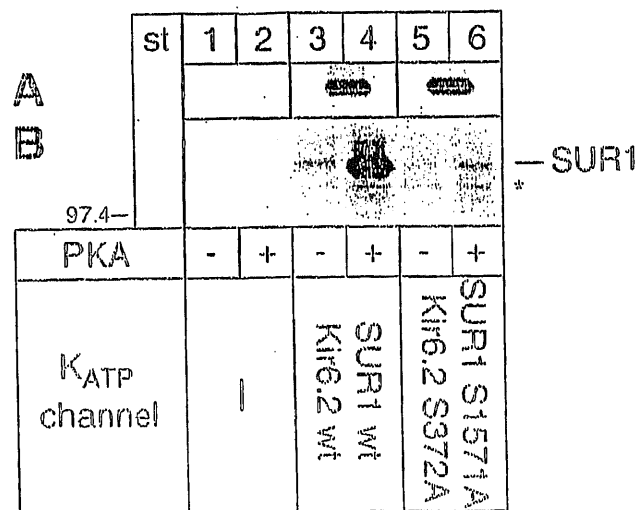 st 1 2 3 4 5 6
A
B
SUR1
*
97.4
PKA - + - + - +
K_ATP channel
-
SUR1 wt
Kir6.2 wt
SUR1 S1571A
Kir6.2 S372A